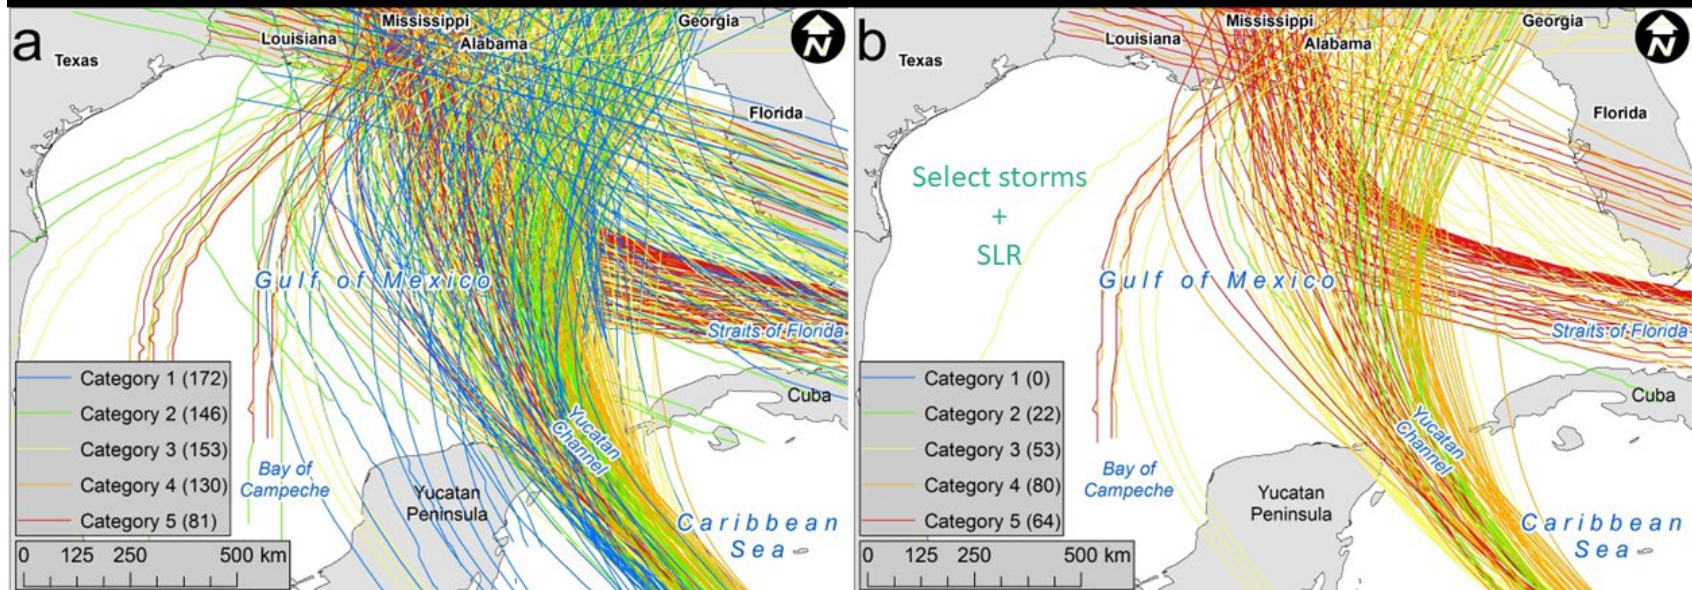 a
N
Mississippi
Georgia
Louisiana
Alabama
Texas
Florida
Gulf of Mexico
Straits of Florida
Cuba
Yucatan
Channel
Bay of
Campeche
Yucatan
Peninsula
Caribbean
Sea
Category 1 (172)
Category 2 (146)
Category 3 (153)
Category 4 (130)
Category 5 (81)
0 125 250 500 km
b
N
Mississippi
Georgia
Louisiana
Alabama
Texas
Florida
Select storms
+
SLR
Gulf of Mexico
Straits of Florida
Cuba
Yucatan
Channel
Bay of
Campeche
Yucatan
Peninsula
Caribbean
Sea
Category 1 (0)
Category 2 (22)
Category 3 (53)
Category 4 (80)
Category 5 (64)
0 125 250 500 km